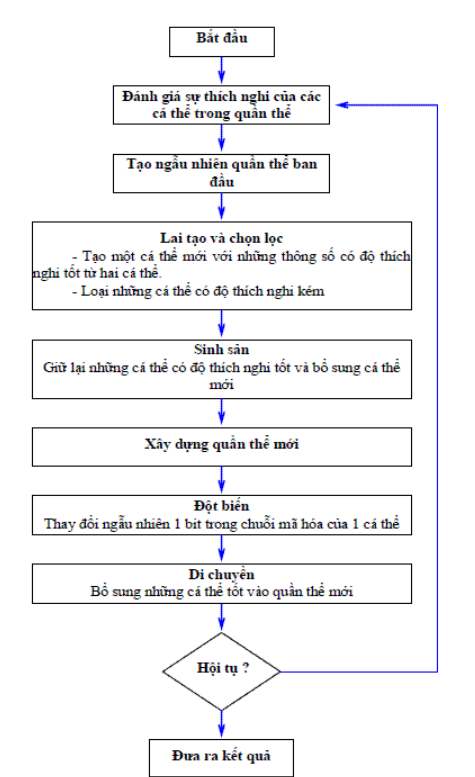 Bắt đầu
Đánh giá sự thích nghi của các
cá thể trong quần thể
Tạo ngẫu nhiên quần thể ban
đầu
Lai tạo và chọn lọc
- Tạo một cá thể mới với những thông số có độ thích
nghi tốt từ hai cá thể.
- Loại những cá thể có độ thích nghi kém
Sinh sản
Giữ lại những cá thể có độ thích nghi tốt và bổ sung cá thể
mới
Xây dựng quần thể mới
Đột biến
Thay đổi ngẫu nhiên 1 bit trong chuỗi mã hóa của 1 cá thể
Di chuyển
Bổ sung những cá thể tốt vào quần thể mới
Hội tụ ?
Đưa ra kết quả